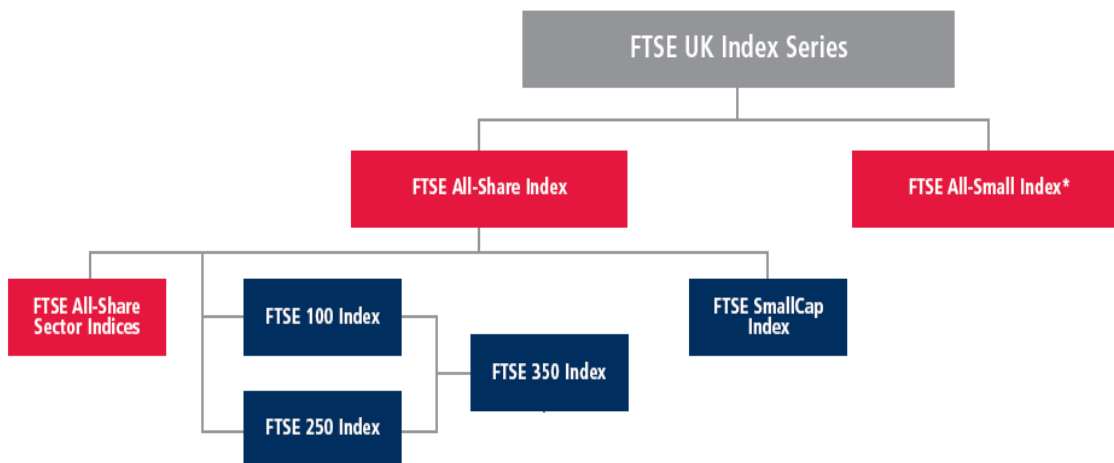 FTSE UK Index Series
FTSE All-Share Index
FTSE All-Small Index*
FTSE All-Share
Sector Indices
FTSE 100 Index
FTSE SmallCap
Index
FTSE 350 Index
FTSE 250 Index